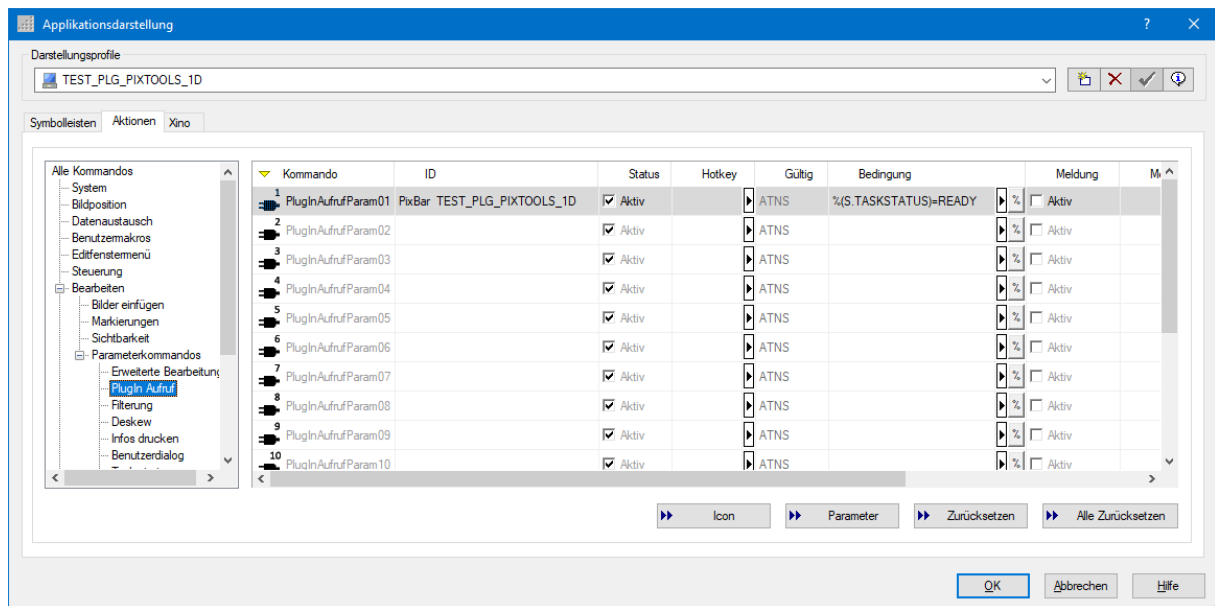 Applikationsdarstellung
Darstellungsprofile
TEST_PLG_PIXTOOLS_1D
Symbolleisten Aktionen Xino
Alle Kommandos
System
Bildposition
Datenaustausch
Benutzermakros
Editfenstermenü
Steuerung
Bearbeiten
Bilder einfügen
Markierungen
Sichtbarkeit
Parameterkommandos
Erweiterte Bearbeitung
PlugIn Aufruf
Filterung
Deskew
Infos drucken
Benutzerdialog
Kommando ID Status Hotkey Gültig Bedingung Meldung
1 PlugInAufrufParam01 PixBar TEST_PLG_PIXTOOLS_1D Aktiv ATNS %(S.TASKSTATUS)=READY % Aktiv
2 PlugInAufrufParam02 Aktiv ATNS % Aktiv
3 PlugInAufrufParam03 Aktiv ATNS % Aktiv
4 PlugInAufrufParam04 Aktiv ATNS % Aktiv
5 PlugInAufrufParam05 Aktiv ATNS % Aktiv
6 PlugInAufrufParam06 Aktiv ATNS % Aktiv
7 PlugInAufrufParam07 Aktiv ATNS % Aktiv
8 PlugInAufrufParam08 Aktiv ATNS % Aktiv
9 PlugInAufrufParam09 Aktiv ATNS % Aktiv
10 PlugInAufrufParam10 Aktiv ATNS % Aktiv
Icon Parameter Zurücksetzen Alle Zurücksetzen
OK Abbrechen Hilfe